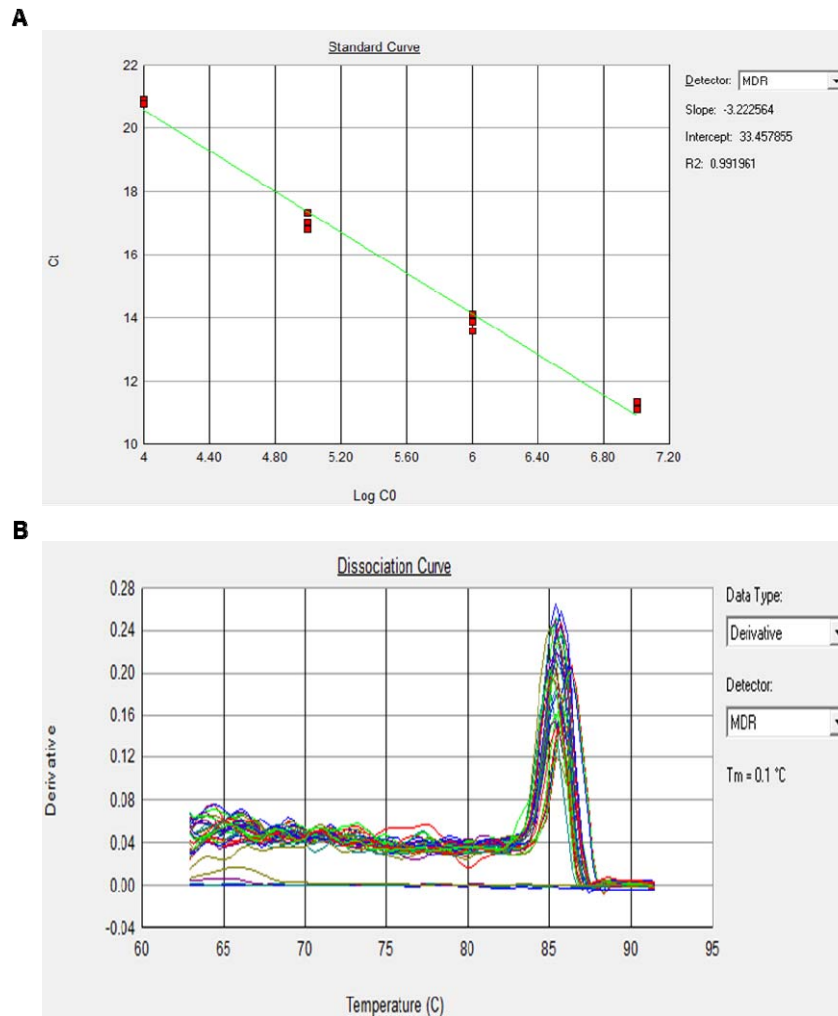 A
Standard Curve
22
20
18
16
14
12
10
Ct
4 4.40 4.80 5.20 5.60 6 6.40 6.80 7.20
Log C0
Detector: MDR
Slope: -3.222564
Intercept: 33.457855
R2: 0.991961
B
Dissociation Curve
0.28
0.24
0.20
0.16
0.12
0.08
0.04
0.00
-0.04
Derivative
60 65 70 75 80 85 90 95
Temperature (C)
Data Type:
Derivative
Detector:
MDR
Tm = 0.1 °C